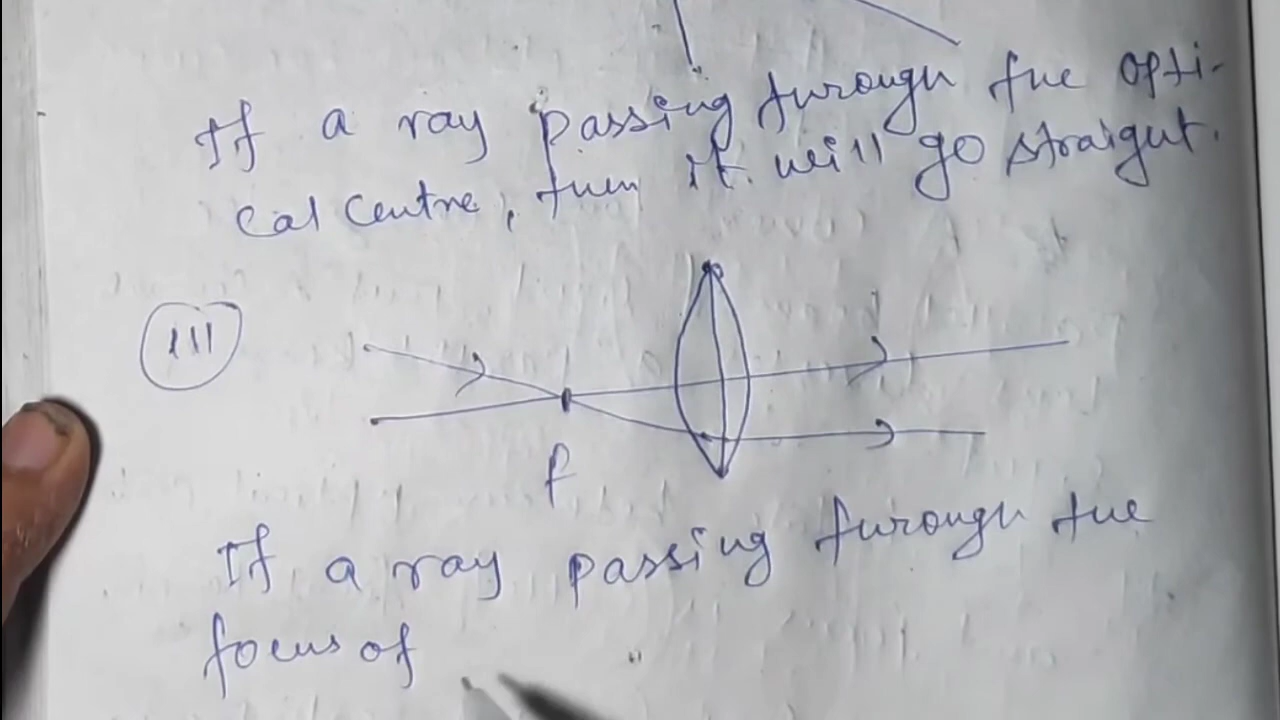 If a ray passing through the opti-
cal centre, then it will go straight.
III
f
If a ray passing through the
focus of